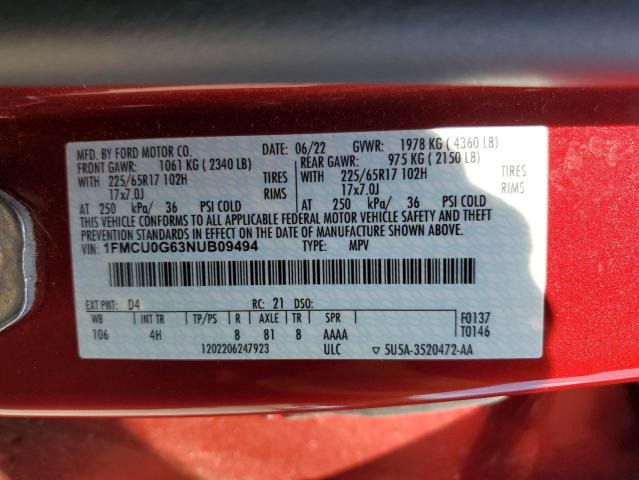 MFD. BY FORD MOTOR CO. 06/22 GVWR: 1978 KG ( 4360 LB)
FRONT GAWR: 1061 KG ( 2340 LB) REAR GAWR: 975 KG ( 2150 LB)
WITH 225/65R17 102H TIRES WITH 225/65R17 102H TIRES
17x7.0J RIMS 17x7.0J RIMS
AT 250 kPa/ 36 PSI COLD AT 250 kPa/ 36 PSI COLD
THIS VEHICLE CONFORMS TO ALL APPLICABLE FEDERAL MOTOR VEHICLE SAFETY, BUMPER, AND THEFT
PREVENTION STANDARDS IN EFFECT ON THE DATE OF MANUFACTURE SHOWN ABOVE.
VIN: 1FMCU0G63NUB09494 TYPE: MPV
EXT PNT: D4 RC: 21 DSO:
WB INT TR TP/PS R AXLE TR SPR F0137
106 4H 8 81 8 AAAA T0146
1202206247923 ULC ▽ 5U5A-3520472-AA